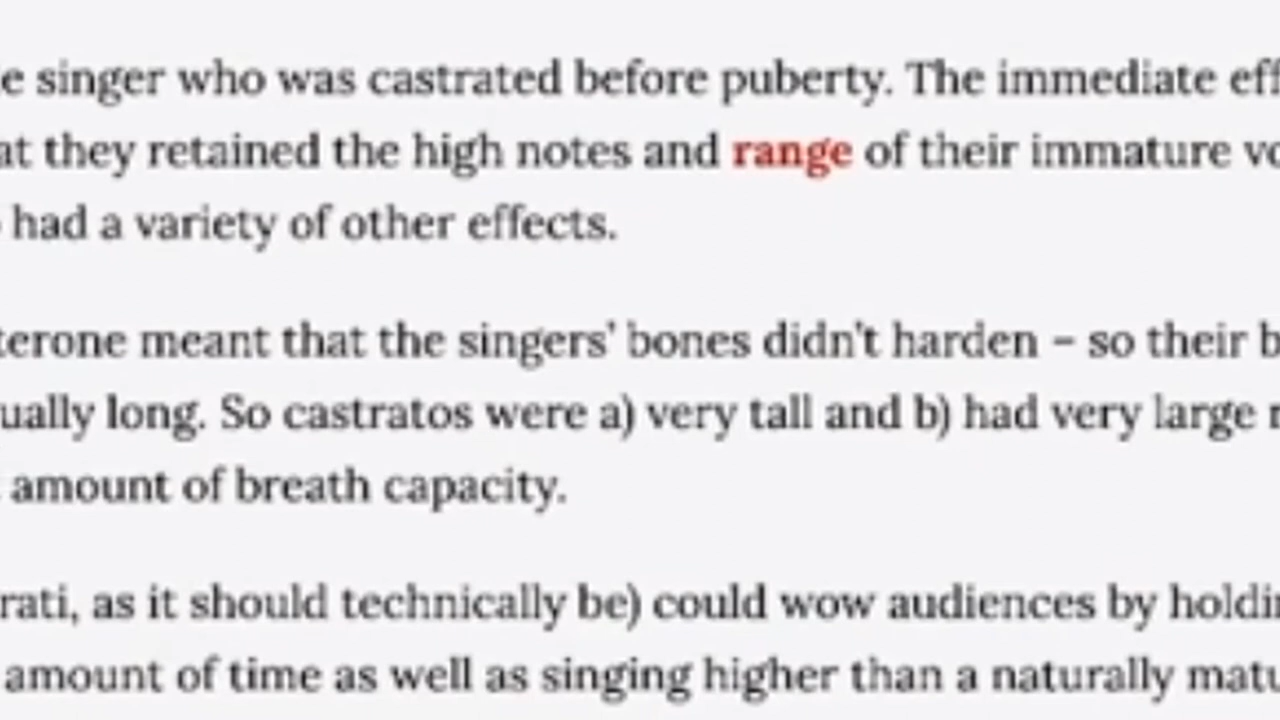 e singer who was castrated before puberty. The immediate eff
at they retained the high notes and range of their immature vo
had a variety of other effects.
terone meant that the singers' bones didn't harden – so their b
ually long. So castratos were a) very tall and b) had very large r
amount of breath capacity.
rati, as it should technically be) could wow audiences by holdin
amount of time as well as singing higher than a naturally matu